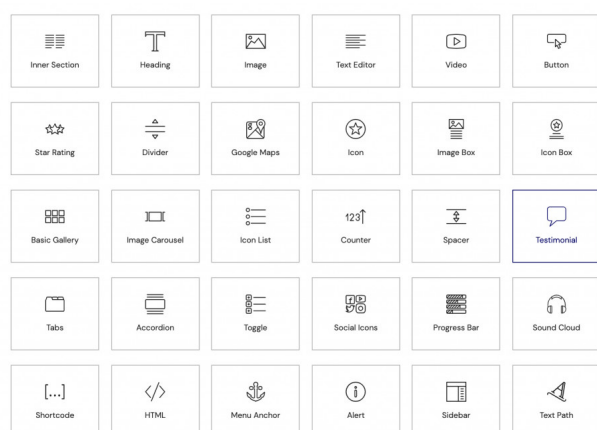 Inner Section
Heading
Image
Text Editor
Video
Button
Star Rating
Divider
Google Maps
Icon
Image Box
Icon Box
Basic Gallery
Image Carousel
Icon List
123
Counter
Spacer
Testimonial
Tabs
Accordion
Toggle
Social Icons
Progress Bar
Sound Cloud
[...]
Shortcode
</>
HTML
Menu Anchor
Alert
Sidebar
Text Path